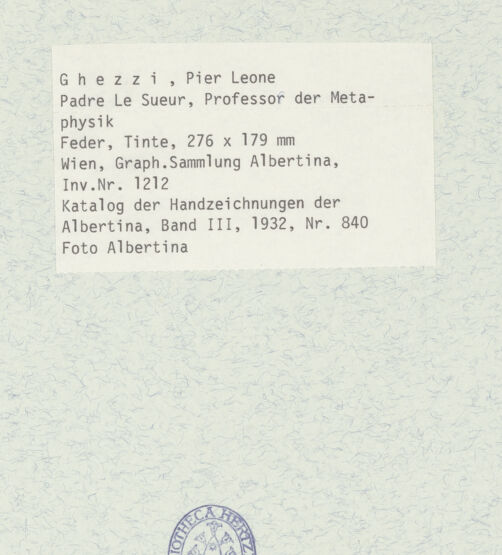 G h e z z i , Pier Leone
Padre Le Sueur, Professor der Meta-
physik
Feder, Tinte, 276 x 179 mm
Wien, Graph.Sammlung Albertina,
Inv.Nr. 1212
Katalog der Handzeichnungen der
Albertina, Band III, 1932, Nr. 840
Foto Albertina